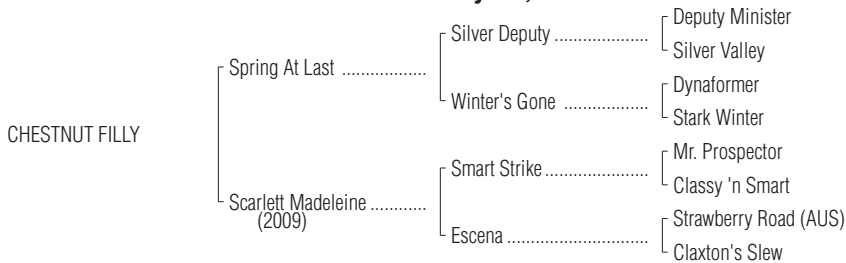 Deputy Minister
Silver Deputy ....................
Silver Valley
Spring At Last ..................
Dynaformer
Winter's Gone ..................
Stark Winter
CHESTNUT FILLY
Mr. Prospector
Smart Strike .......................
Classy 'n Smart
Scarlett Madeleine ............
(2009)
Strawberry Road (AUS)
Escena .............................
Claxton's Slew